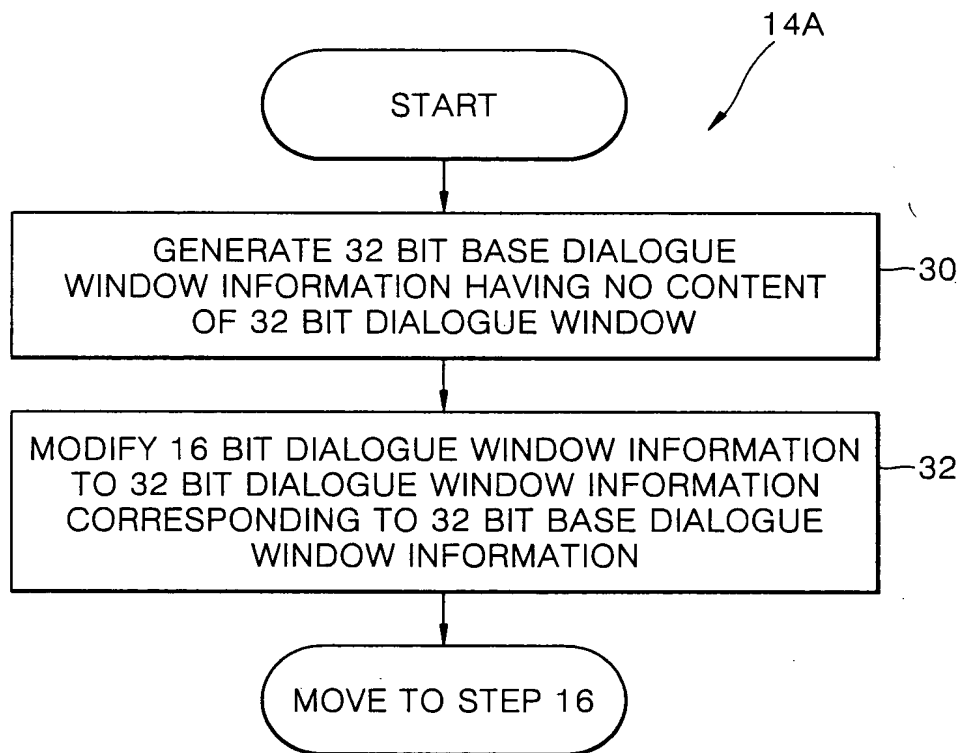 14A
START
GENERATE 32 BIT BASE DIALOGUE
WINDOW INFORMATION HAVING NO CONTENT
OF 32 BIT DIALOGUE WINDOW
30
MODIFY 16 BIT DIALOGUE WINDOW INFORMATION
TO 32 BIT DIALOGUE WINDOW INFORMATION
CORRESPONDING TO 32 BIT BASE DIALOGUE
WINDOW INFORMATION
32
MOVE TO STEP 16